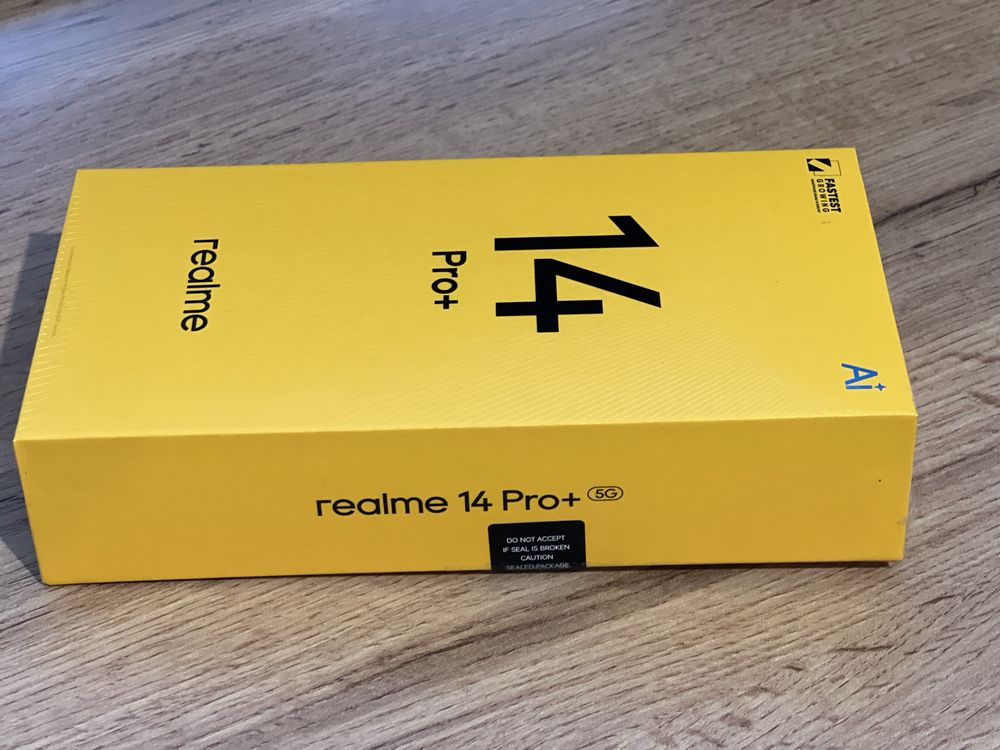 FASTEST
GROWING
14
Pro+
realme
Ai
realme 14 Pro+ 5G
DO NOT ACCEPT
IF SEAL IS BROKEN
CAUTION
SEALED PACKAGE